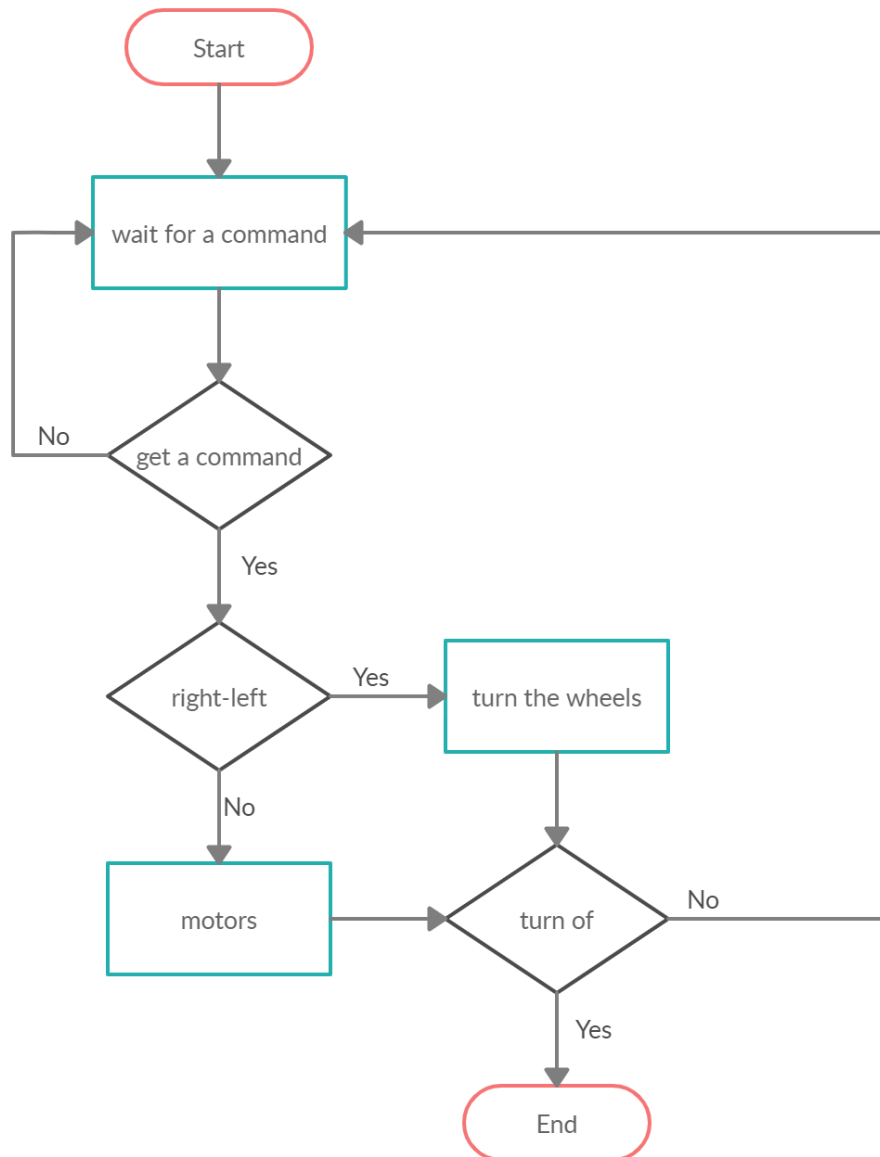 Start
wait for a command
No
get a command
Yes
right-left
Yes
turn the wheels
No
motors
turn of
No
Yes
End